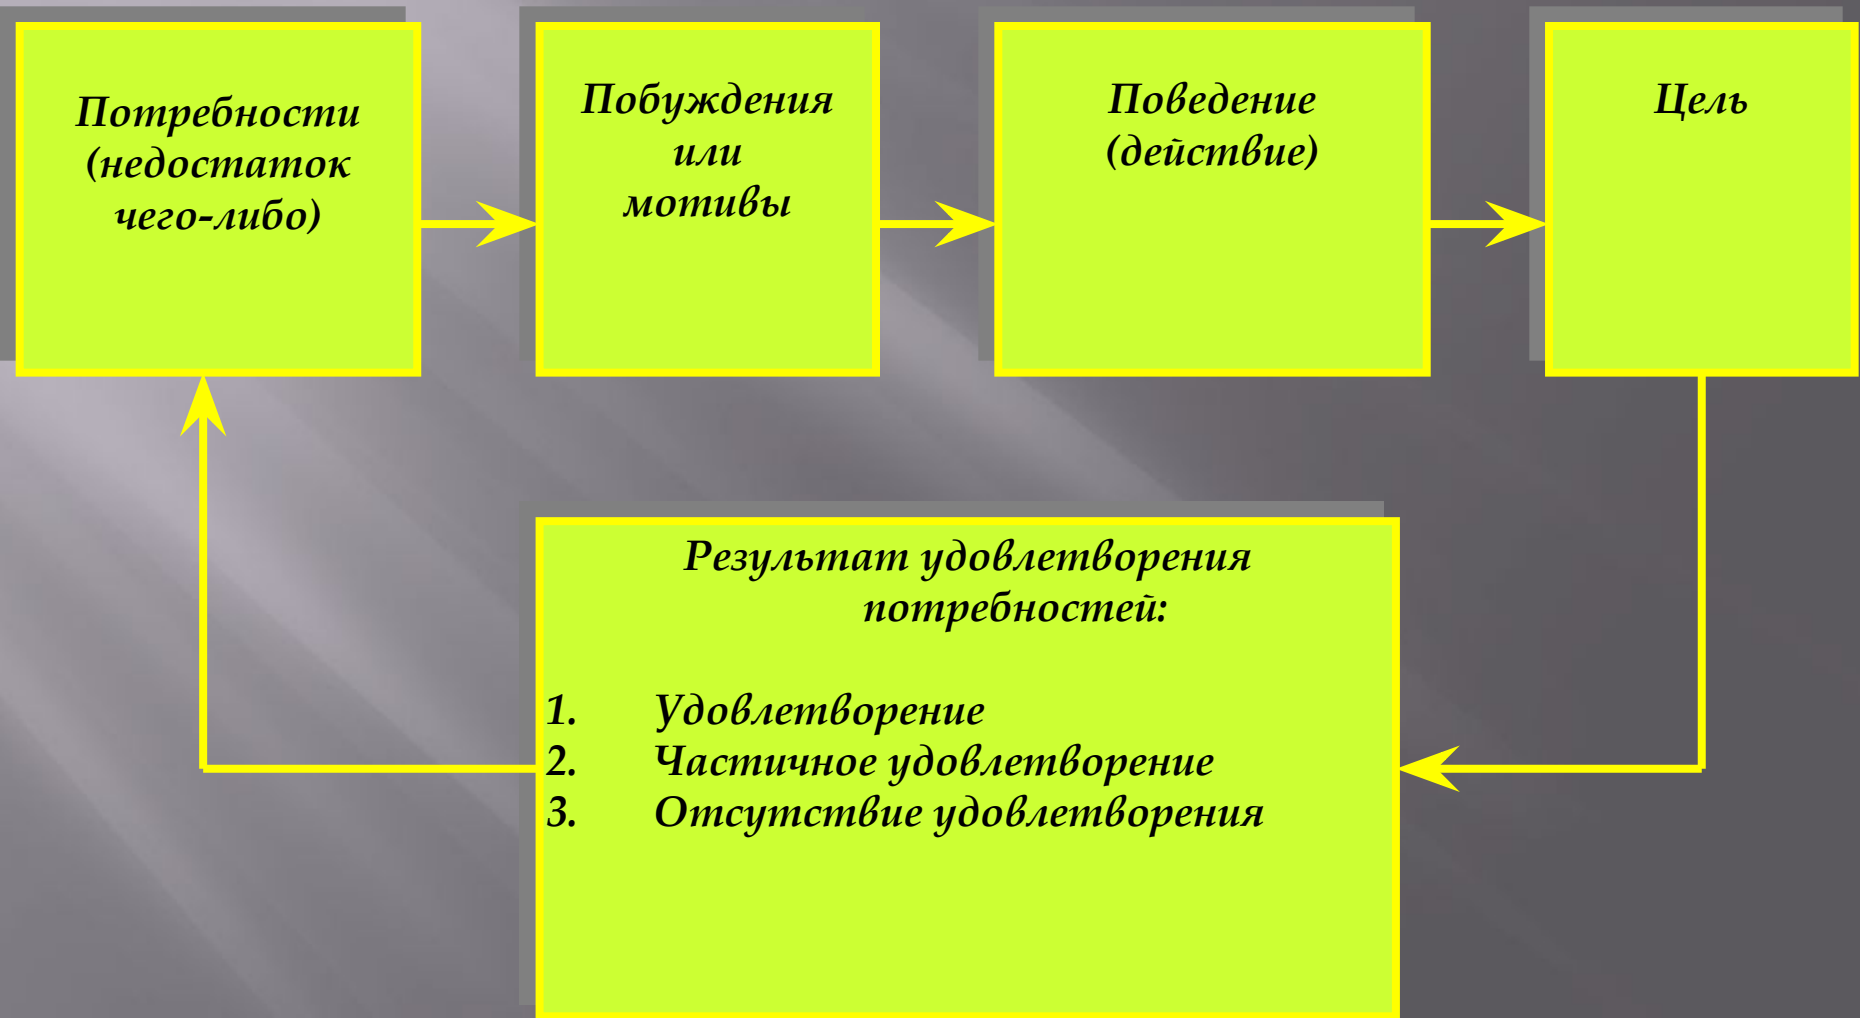 Потребности
(недостаток
чего-либо)
Побуждения
или
мотивы
Поведение
(действие)
Цель
Результат удовлетворения
потребностей:
1. Удовлетворение
2. Частичное удовлетворение
3. Отсутствие удовлетворения